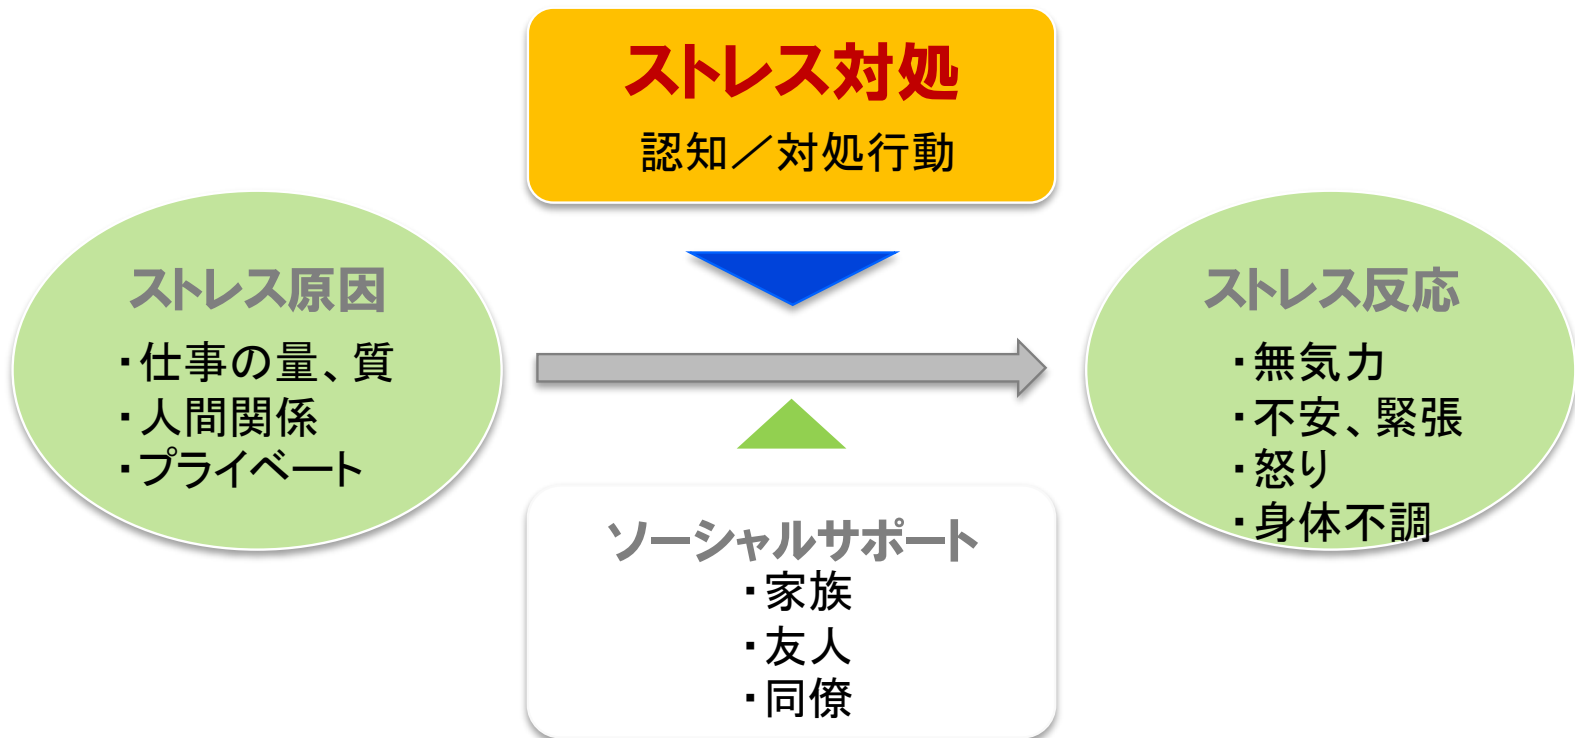 ストレス対処
認知／対処行動
ストレス原因
・仕事の量、質
・人間関係
・プライベート
ストレス反応
・無気力
・不安、緊張
・怒り
・身体不調
ソーシャルサポート
・家族
・友人
・同僚